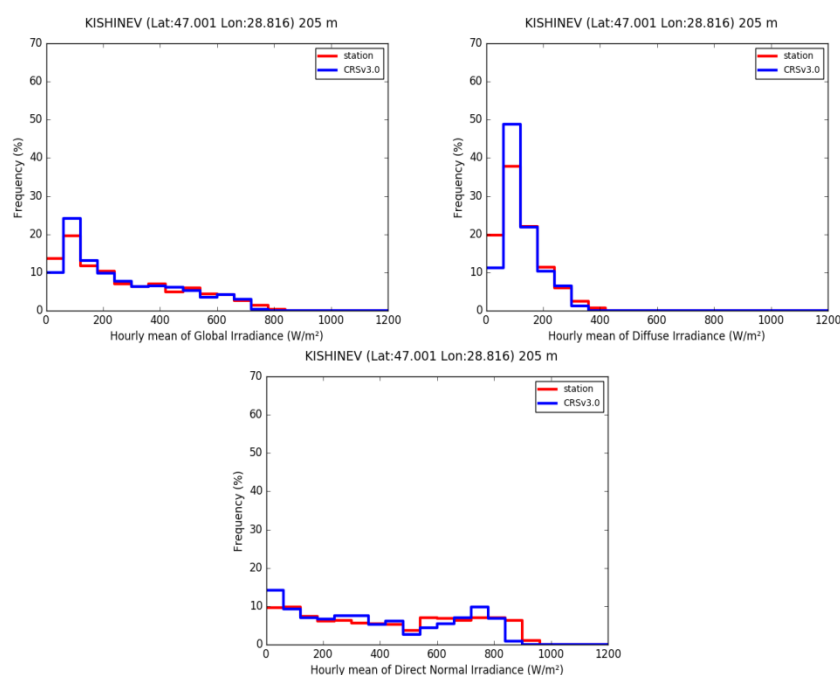 KISHINEV (Lat:47.001 Lon:28.816) 205 m
70
60
50
40
30
20
10
0
Frequency (%)
station
CRSv3.0
0 200 400 600 800 1000 1200
Hourly mean of Global Irradiance (W/m²)
KISHINEV (Lat:47.001 Lon:28.816) 205 m
70
60
50
40
30
20
10
0
Frequency (%)
station
CRSv3.0
0 200 400 600 800 1000 1200
Hourly mean of Diffuse Irradiance (W/m²)
KISHINEV (Lat:47.001 Lon:28.816) 205 m
70
60
50
40
30
20
10
0
Frequency (%)
station
CRSv3.0
0 200 400 600 800 1000 1200
Hourly mean of Direct Normal Irradiance (W/m²)